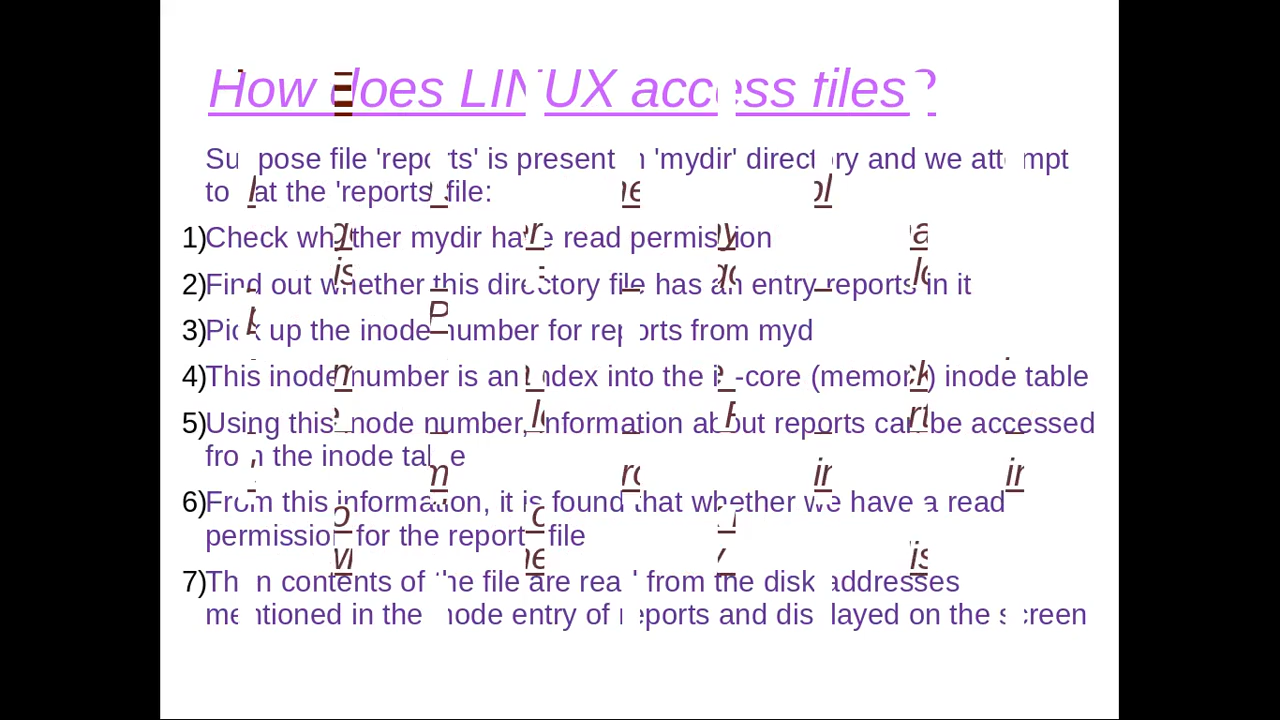 How does LINUX access files?
Suppose file 'reports' is present in 'mydir' directory and we attempt
to cat the 'reports' file:
1)Check whether mydir have read permission
2)Find out whether this directory file has an entry reports in it
3)Pick up the inode number for reports from myd
4)This inode number is an index into the in-core (memory) inode table
5)Using this inode number, information about reports can be accessed
from the inode table
6)From this information, it is found that whether we have a read
permission for the reports file
7)Then contents of the file are read from the disk addresses
mentioned in the inode entry of reports and displayed on the screen